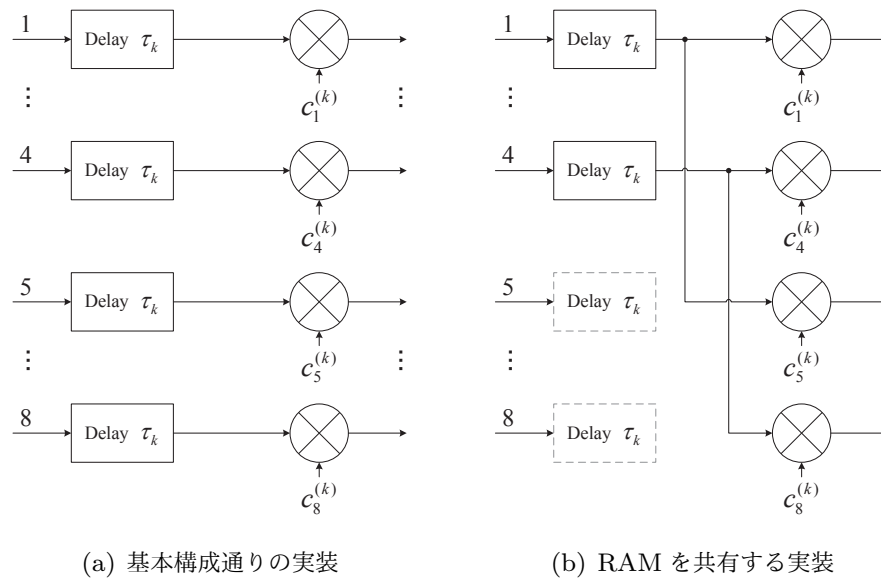 1 Delay τ_k
⋮ c_1^{(k)} ⋮
4 Delay τ_k
c_4^{(k)}
5 Delay τ_k
⋮ c_5^{(k)} ⋮
8 Delay τ_k
c_8^{(k)}
(a) 基本構成通りの実装
1 Delay τ_k
⋮ c_1^{(k)}
4 Delay τ_k
c_4^{(k)}
5 Delay τ_k
⋮ c_5^{(k)}
8 Delay τ_k
c_8^{(k)}
(b) RAM を共有する実装